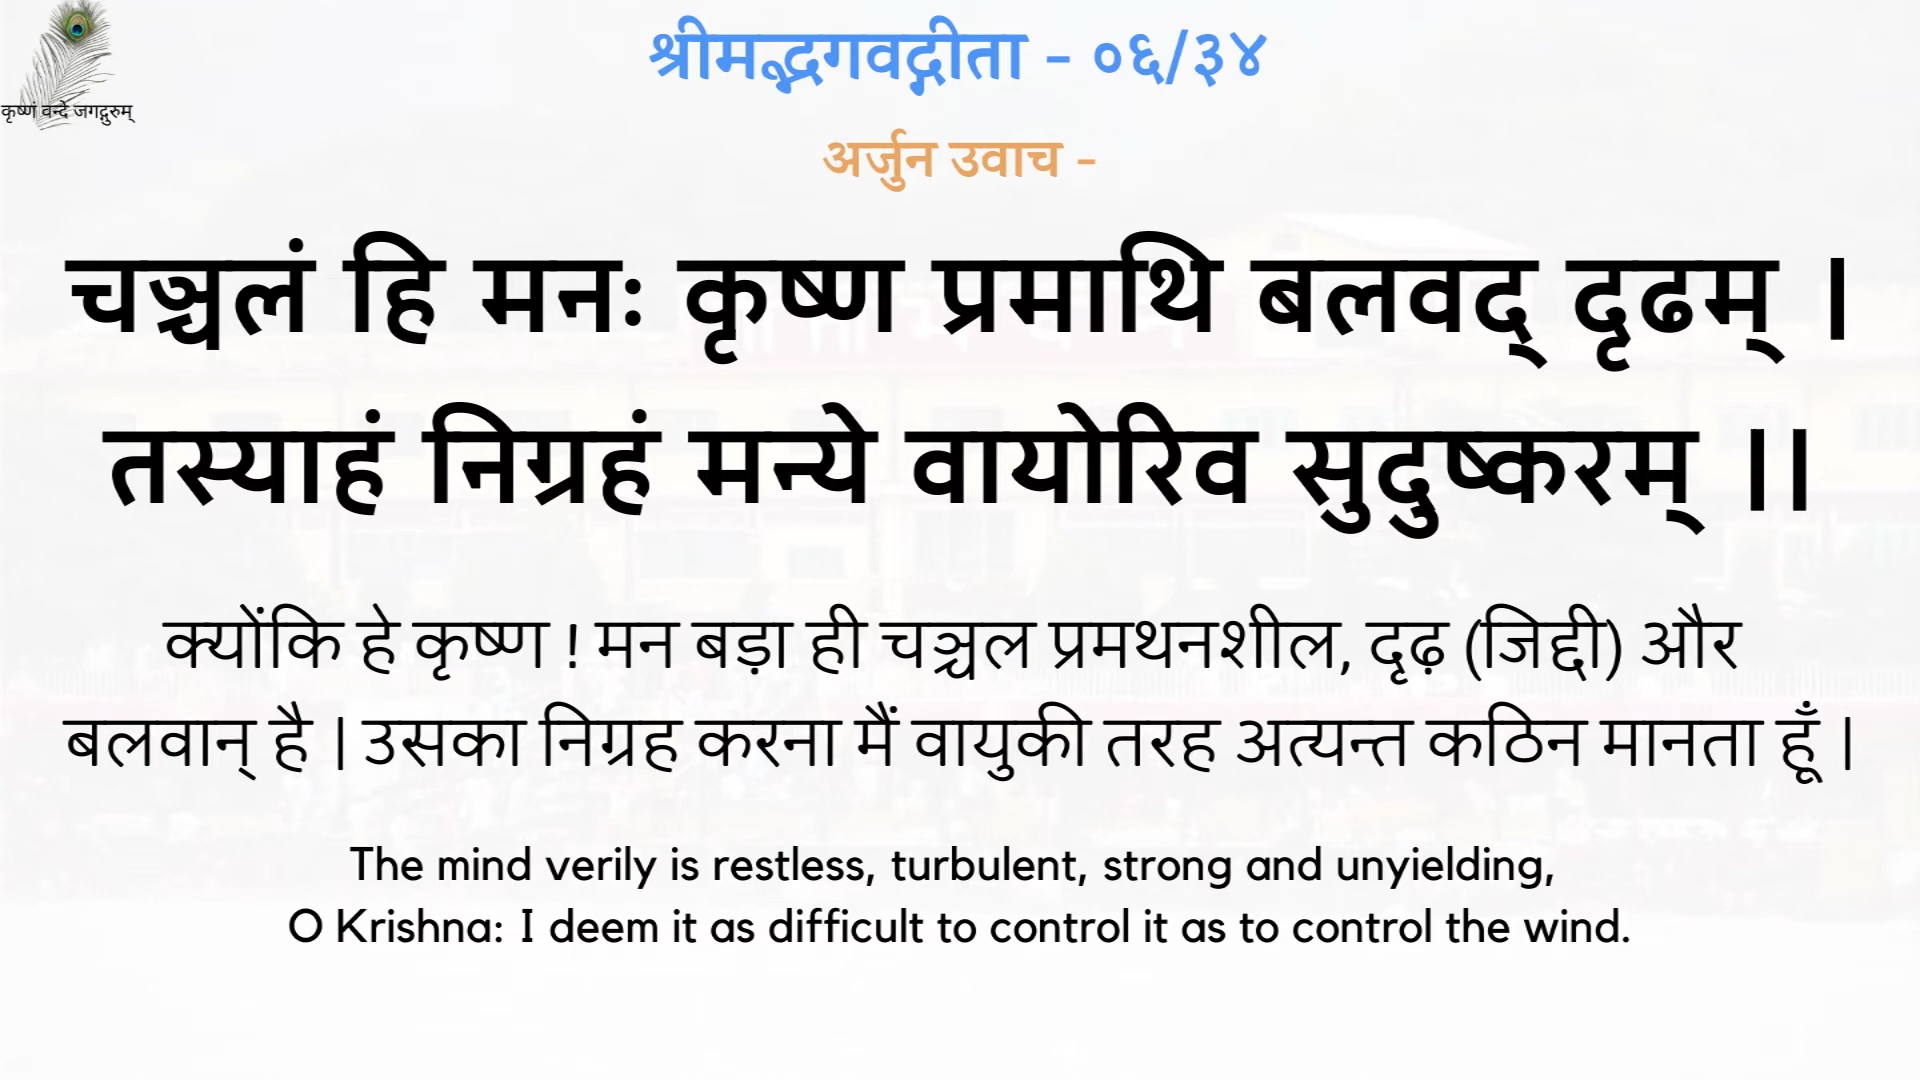 कृष्णं वन्दे जगद्गुरुम्
श्रीमद्भगवद्गीता - ०६/३४
अर्जुन उवाच -
चञ्चलं हि मनः कृष्ण प्रमाथि बलवद् दृढम् |
तस्याहं निग्रहं मन्ये वायोरिव सुदुष्करम् ||
क्योंकि हे कृष्ण ! मन बड़ा ही चञ्चल प्रमथनशील, दृढ़ (जिद्दी) और
बलवान् है | उसका निग्रह करना मैं वायुकी तरह अत्यन्त कठिन मानता हूँ |
The mind verily is restless, turbulent, strong and unyielding,
O Krishna: I deem it as difficult to control it as to control the wind.